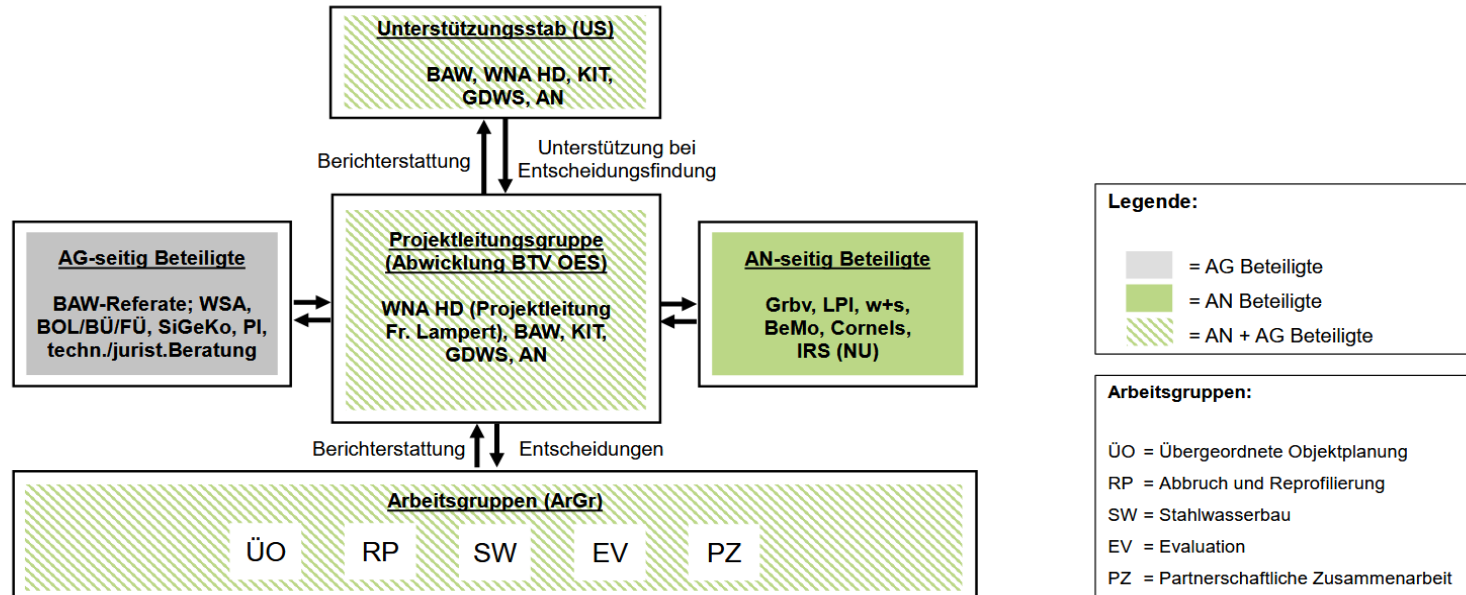 Unterstützungsstab (US)
BAW, WNA HD, KIT,
GDWS, AN
Berichterstattung
Unterstützung bei
Entscheidungsfindung
AG-seitig Beteiligte
BAW-Referate; WSA,
BOL/BÜ/FÜ, SiGeKo, PI,
techn./jurist.Beratung
Projektleitungsgruppe
(Abwicklung BTV OES)
WNA HD (Projektleitung
Fr. Lampert), BAW, KIT,
GDWS, AN
AN-seitig Beteiligte
Grbv, LPI, w+s,
BeMo, Cornels,
IRS (NU)
Berichterstattung
Entscheidungen
Arbeitsgruppen (ArGr)
ÜO RP SW EV PZ
Legende:
= AG Beteiligte
= AN Beteiligte
= AN + AG Beteiligte
Arbeitsgruppen:
ÜO = Übergeordnete Objektplanung
RP = Abbruch und Reprofilierung
SW = Stahlwasserbau
EV = Evaluation
PZ = Partnerschaftliche Zusammenarbeit